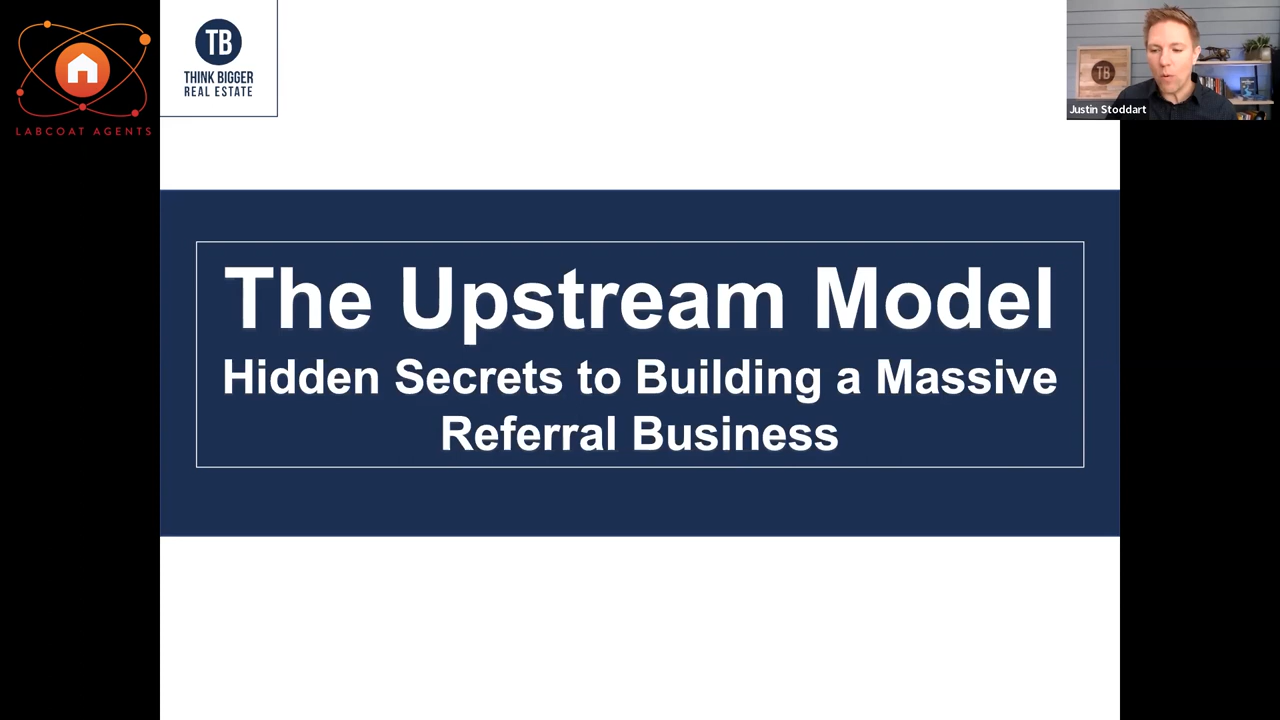 LABCOAT AGENTS
TB
THINK BIGGER
REAL ESTATE
TB
Justin Stoddart
The Upstream Model
Hidden Secrets to Building a Massive
Referral Business